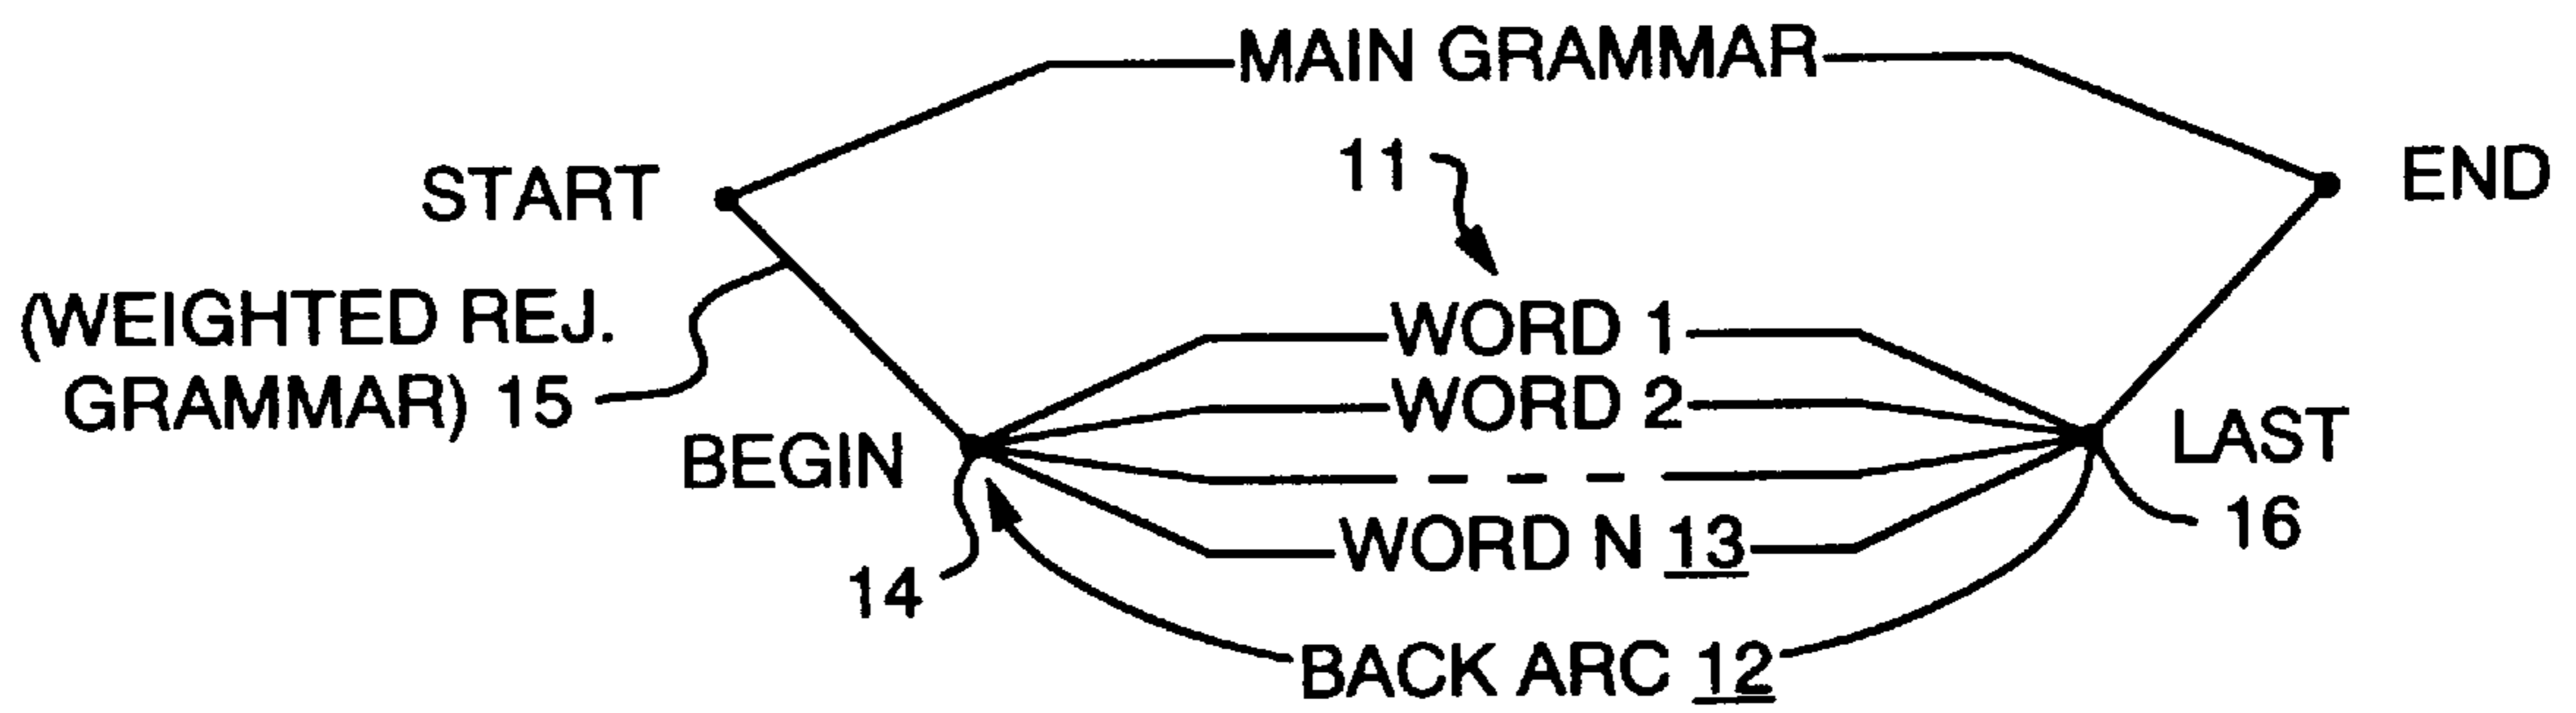 MAIN GRAMMAR
START
11
END
(WEIGHTED REJ.
GRAMMAR) 15
WORD 1
WORD 2
BEGIN
LAST
- - -
WORD N 13
16
14
BACK ARC 12